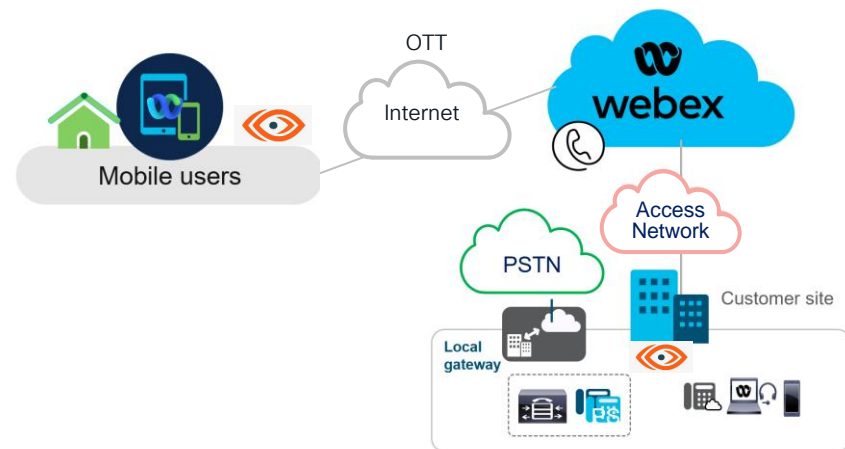 OTT
Internet
webex
Mobile users
Access
Network
PSTN
Customer site
Local
gateway